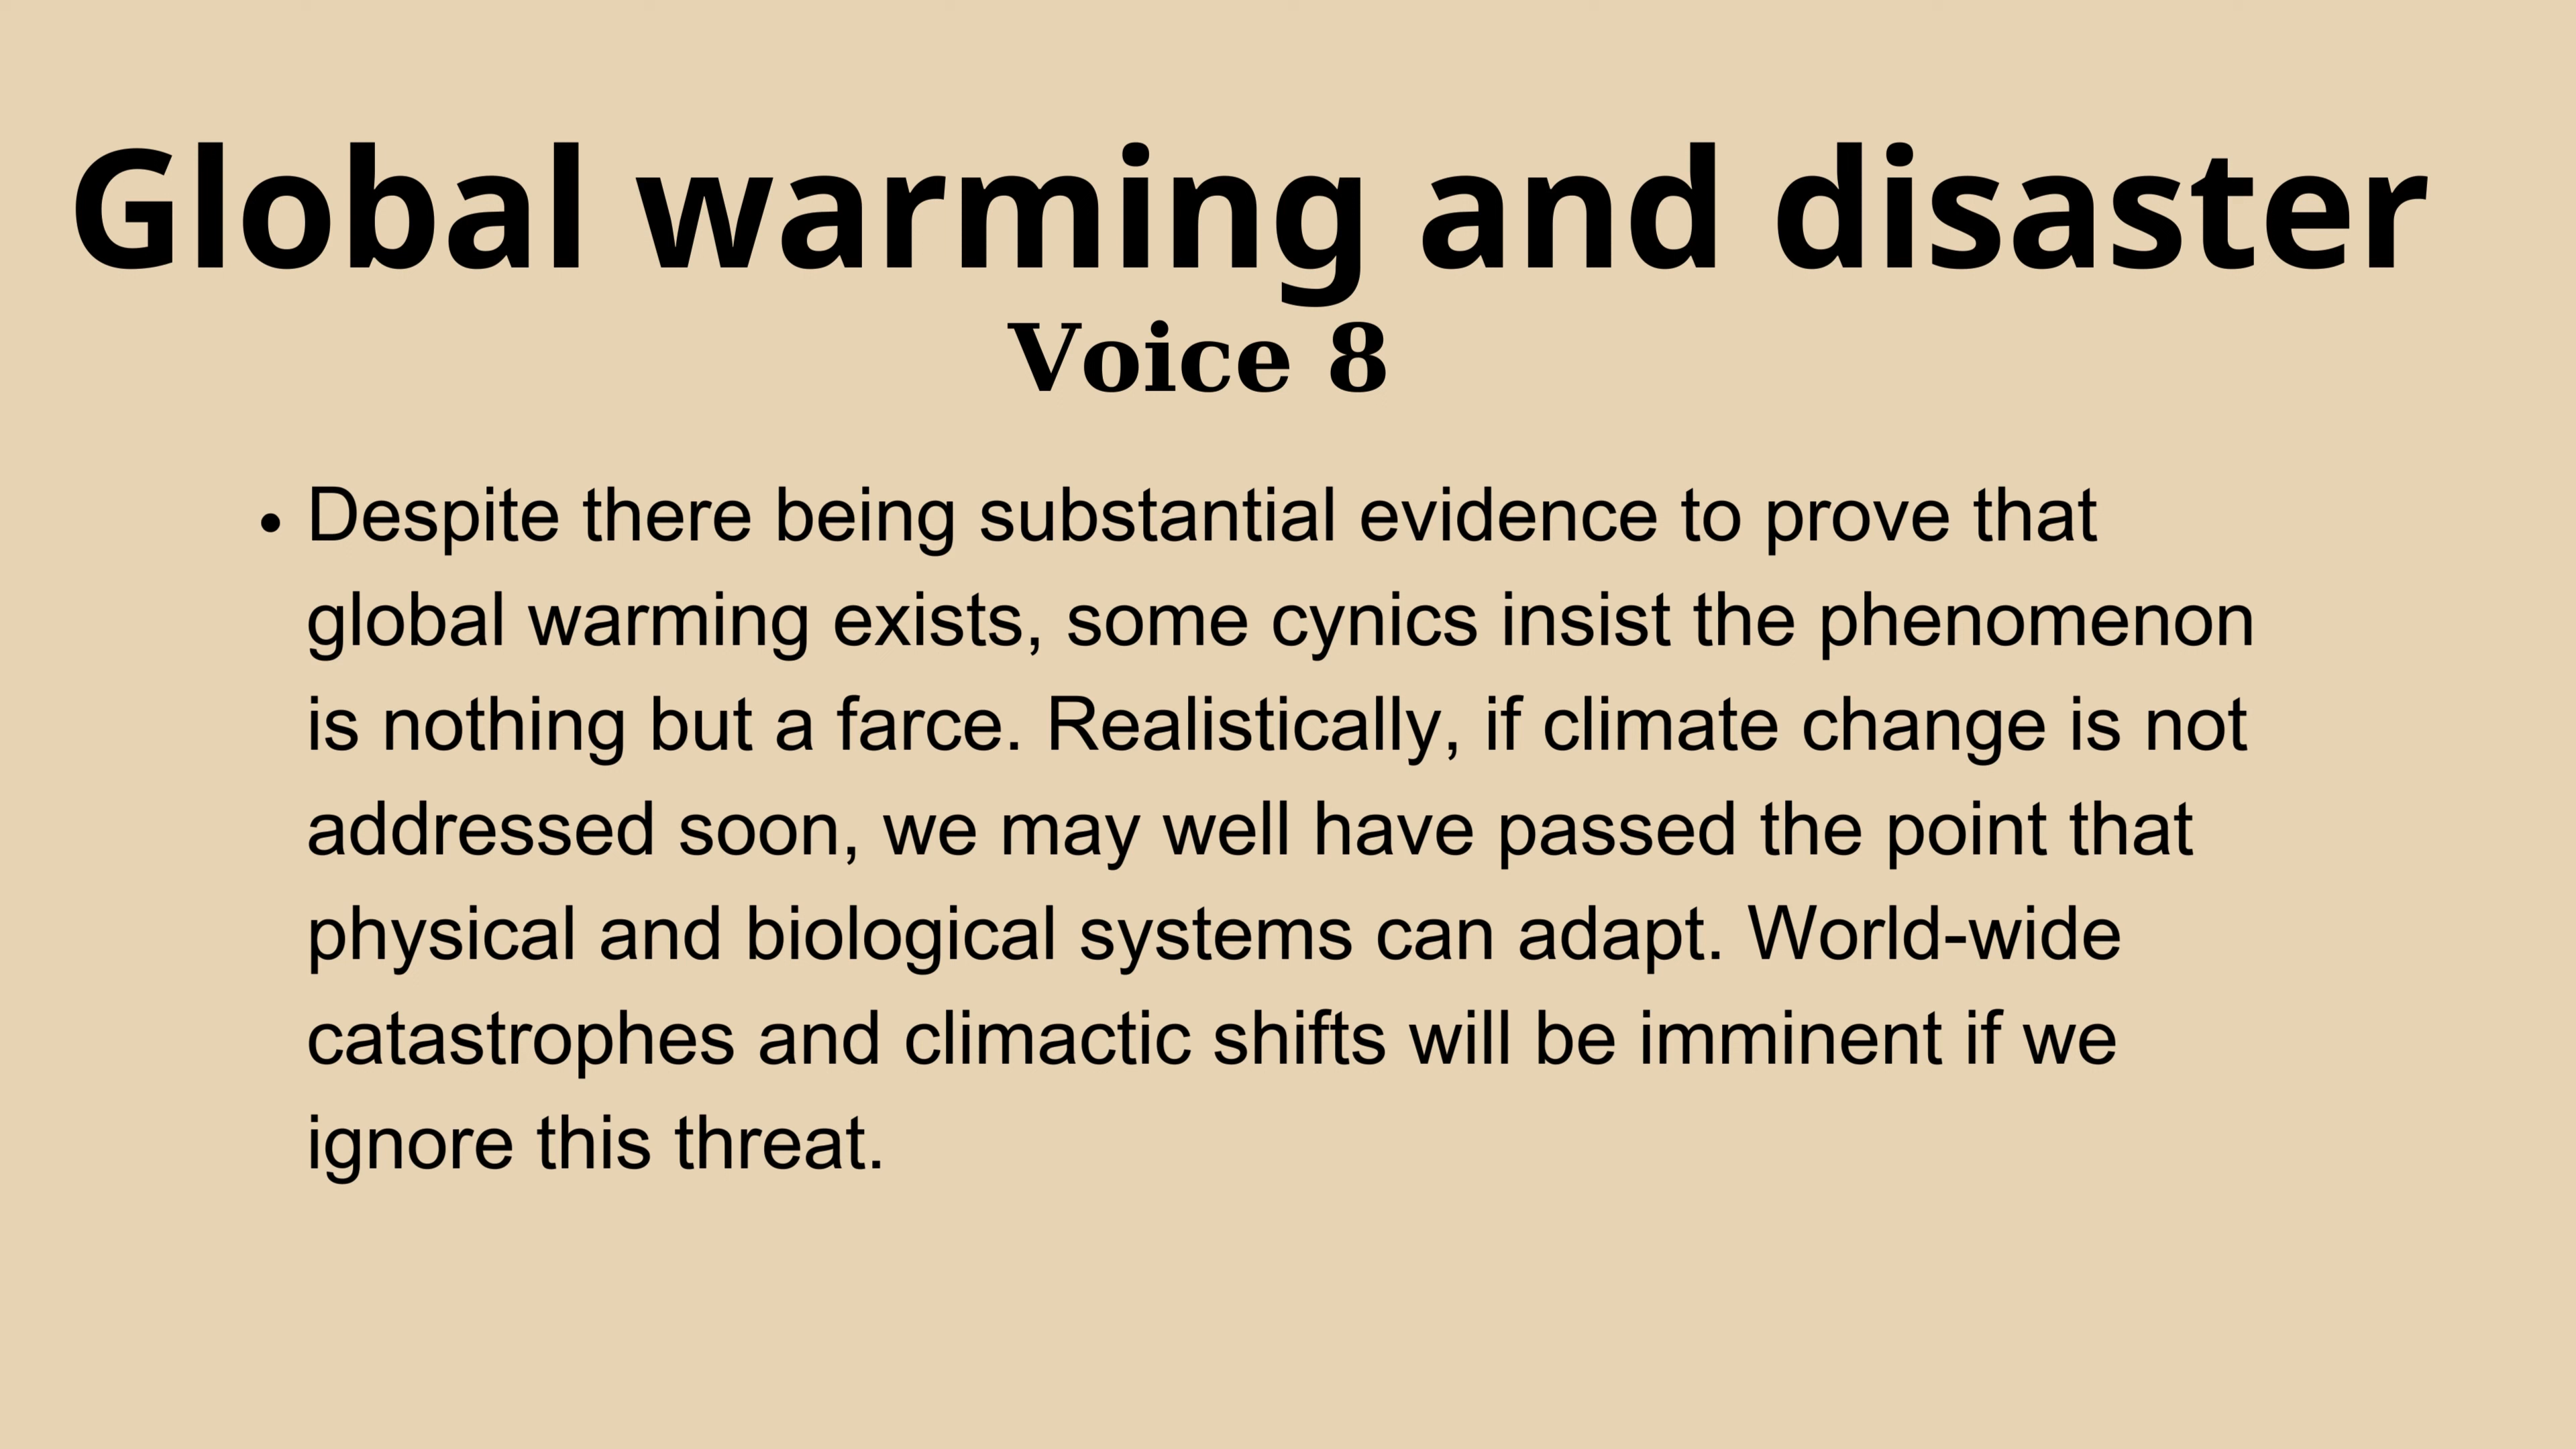 Global warming and disaster
Voice 8
• Despite there being substantial evidence to prove that
global warming exists, some cynics insist the phenomenon
is nothing but a farce. Realistically, if climate change is not
addressed soon, we may well have passed the point that
physical and biological systems can adapt. World-wide
catastrophes and climactic shifts will be imminent if we
ignore this threat.